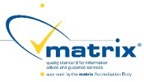 matrix
quality standard for information
advice and guidance services
approved by the matrix Accreditation Body